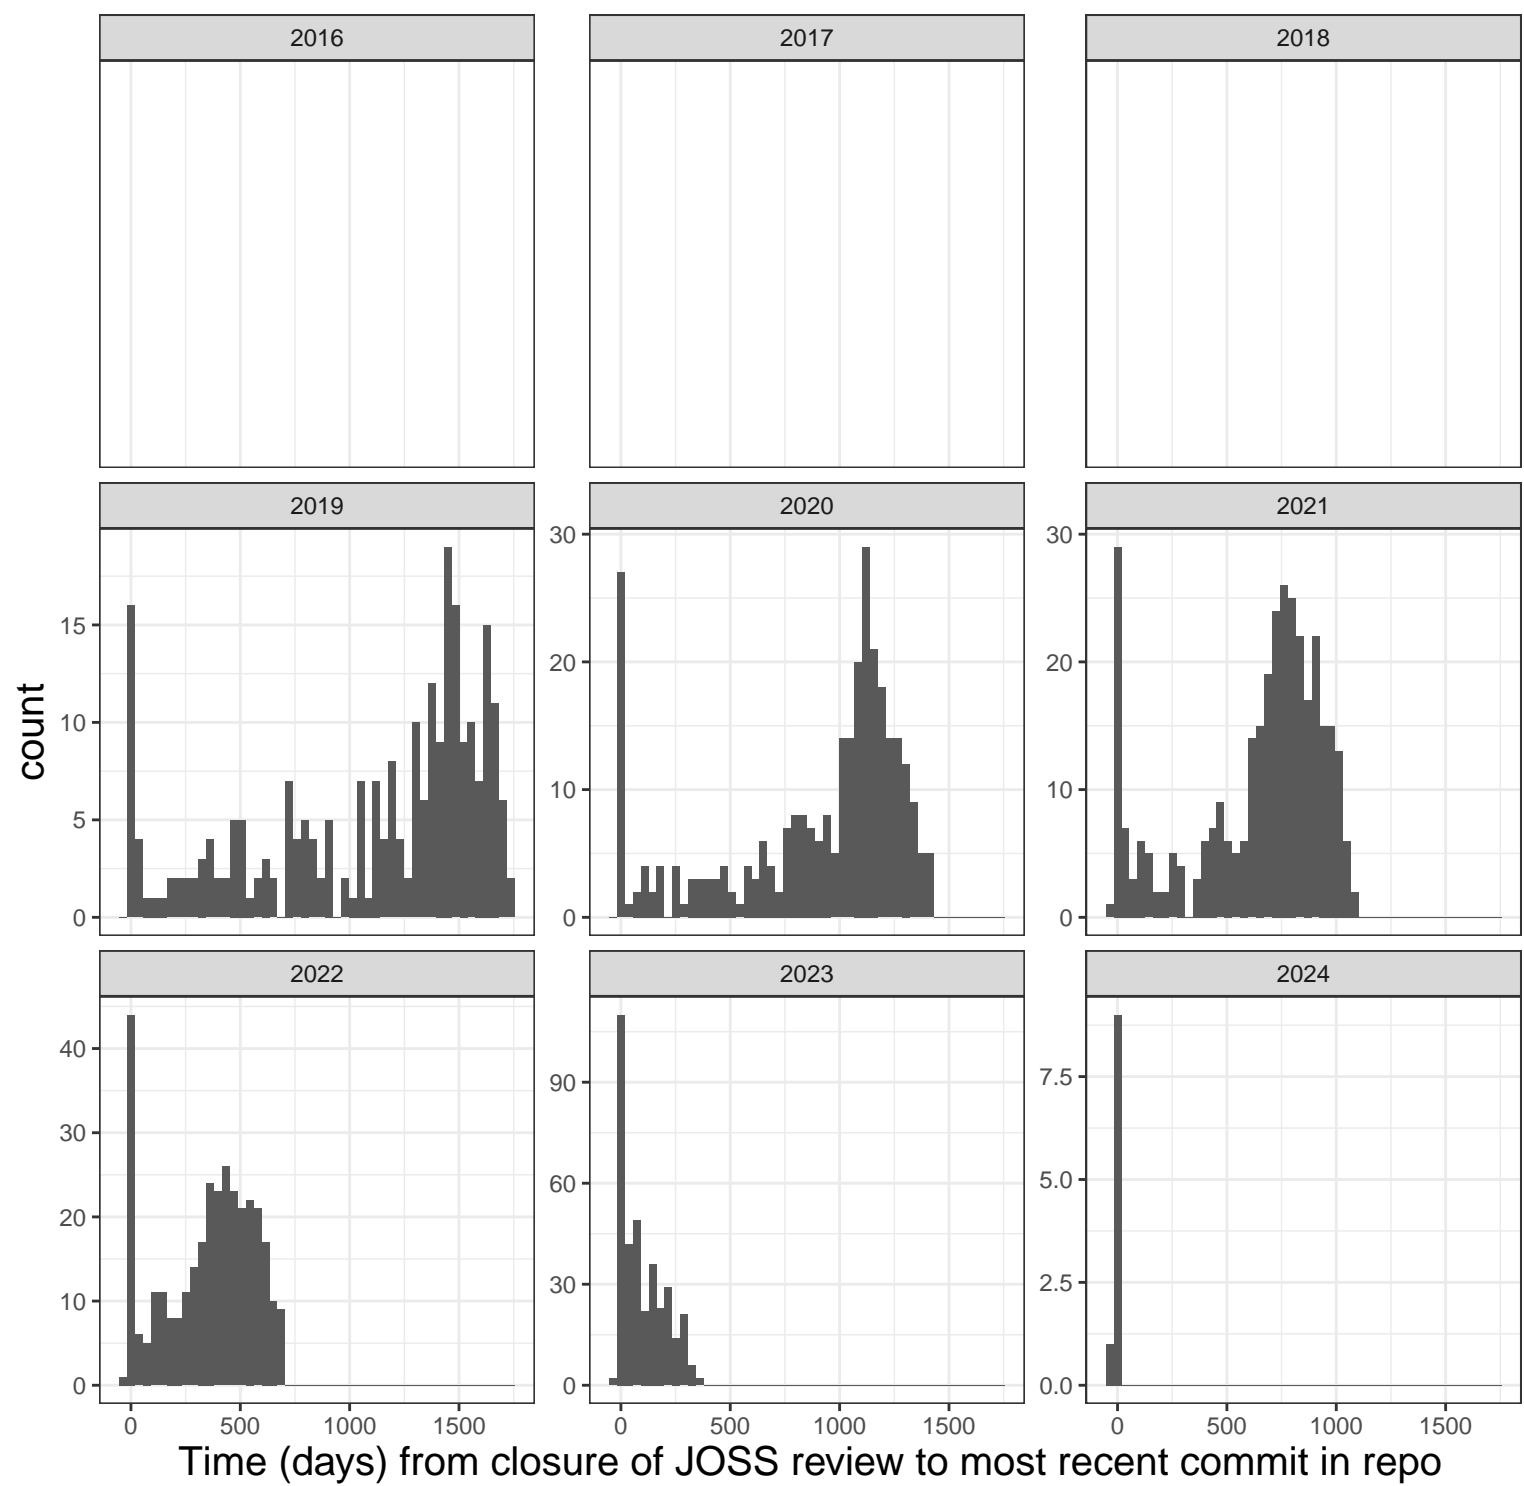 2016 2017 2018
2019 2020 2021
30 30
15 20 20
10 10 10
5
0 0 0
count
2022 2023 2024
40 90 7.5
30 60 5.0
20
10 30 2.5
0 0 0.0
0 500 1000 1500 0 500 1000 1500 0 500 1000 1500
Time (days) from closure of JOSS review to most recent commit in repo